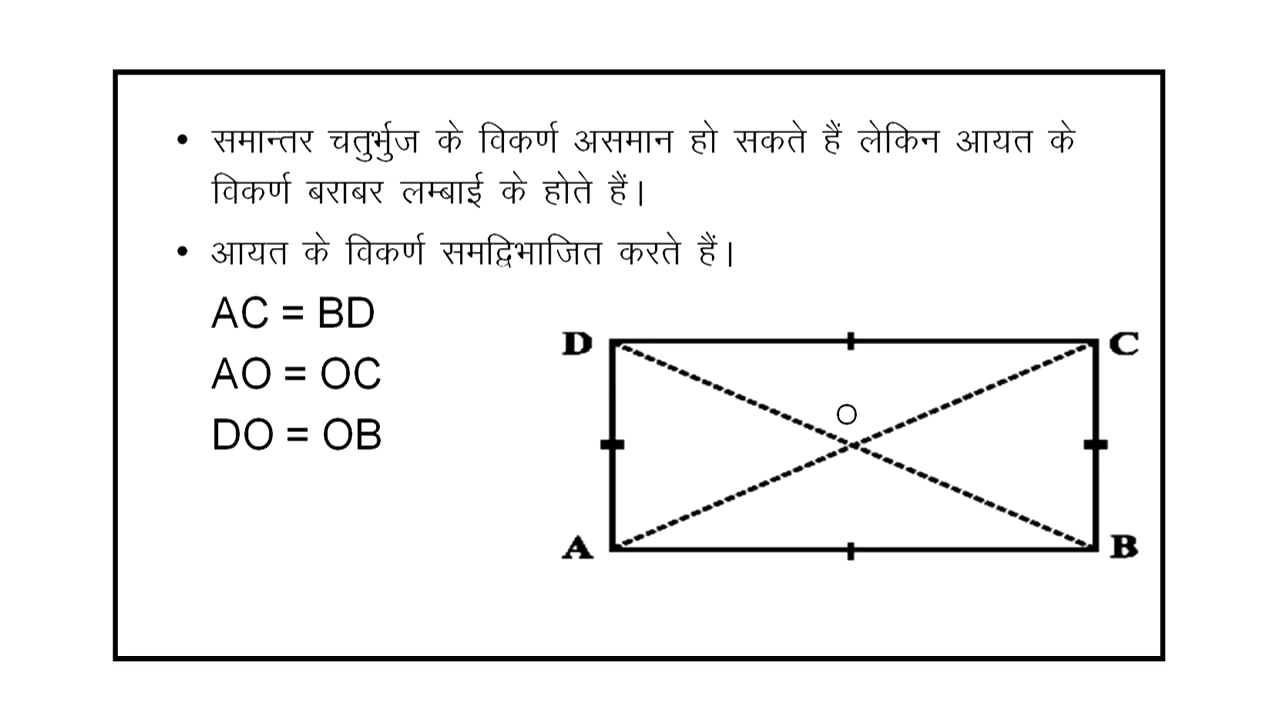 • समान्तर चतुर्भुज के विकर्ण असमान हो सकते हैं लेकिन आयत के
विकर्ण बराबर लम्बाई के होते हैं।
• आयत के विकर्ण समद्विभाजित करते हैं।
AC = BD
AO = OC
DO = OB
D
C
O
A
B